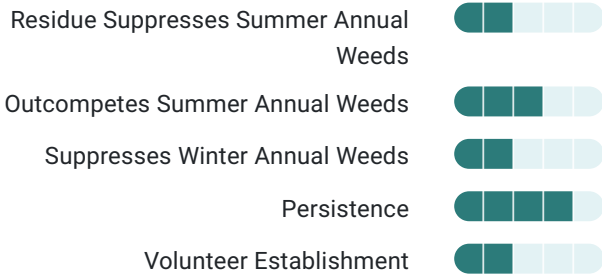 Residue Suppresses Summer Annual
Weeds
Outcompetes Summer Annual Weeds
Suppresses Winter Annual Weeds
Persistence
Volunteer Establishment